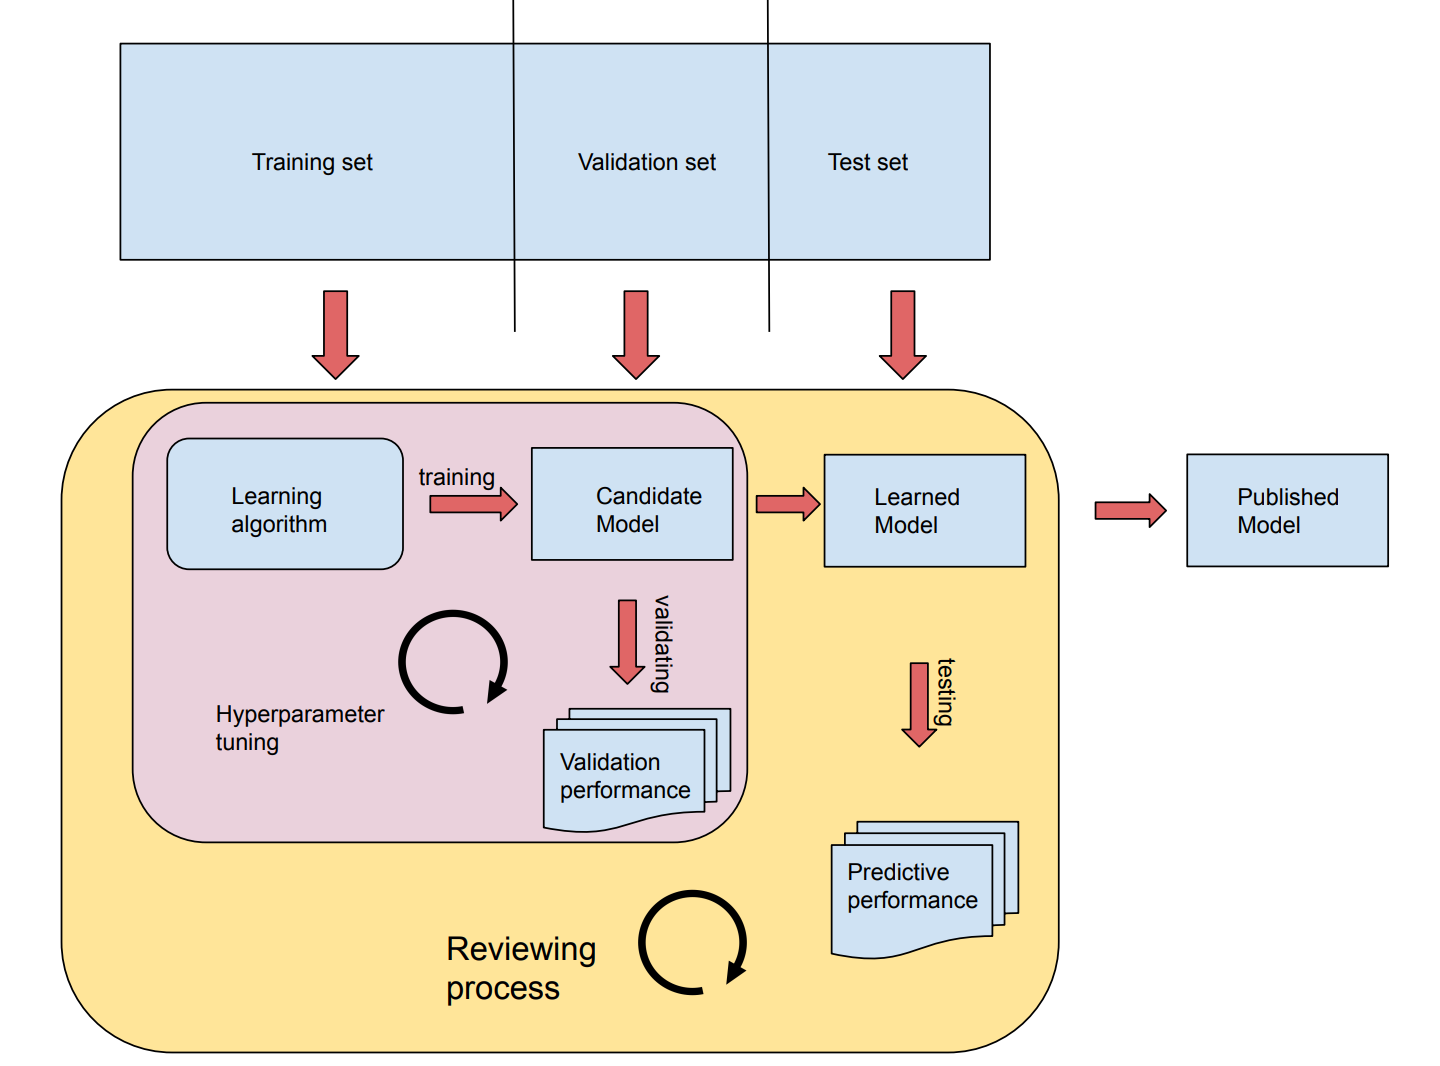 Training set
Validation set
Test set
Learning
algorithm
training
Candidate
Model
Learned
Model
Published
Model
validating
testing
Hyperparameter
tuning
Validation
performance
Predictive
performance
Reviewing
process